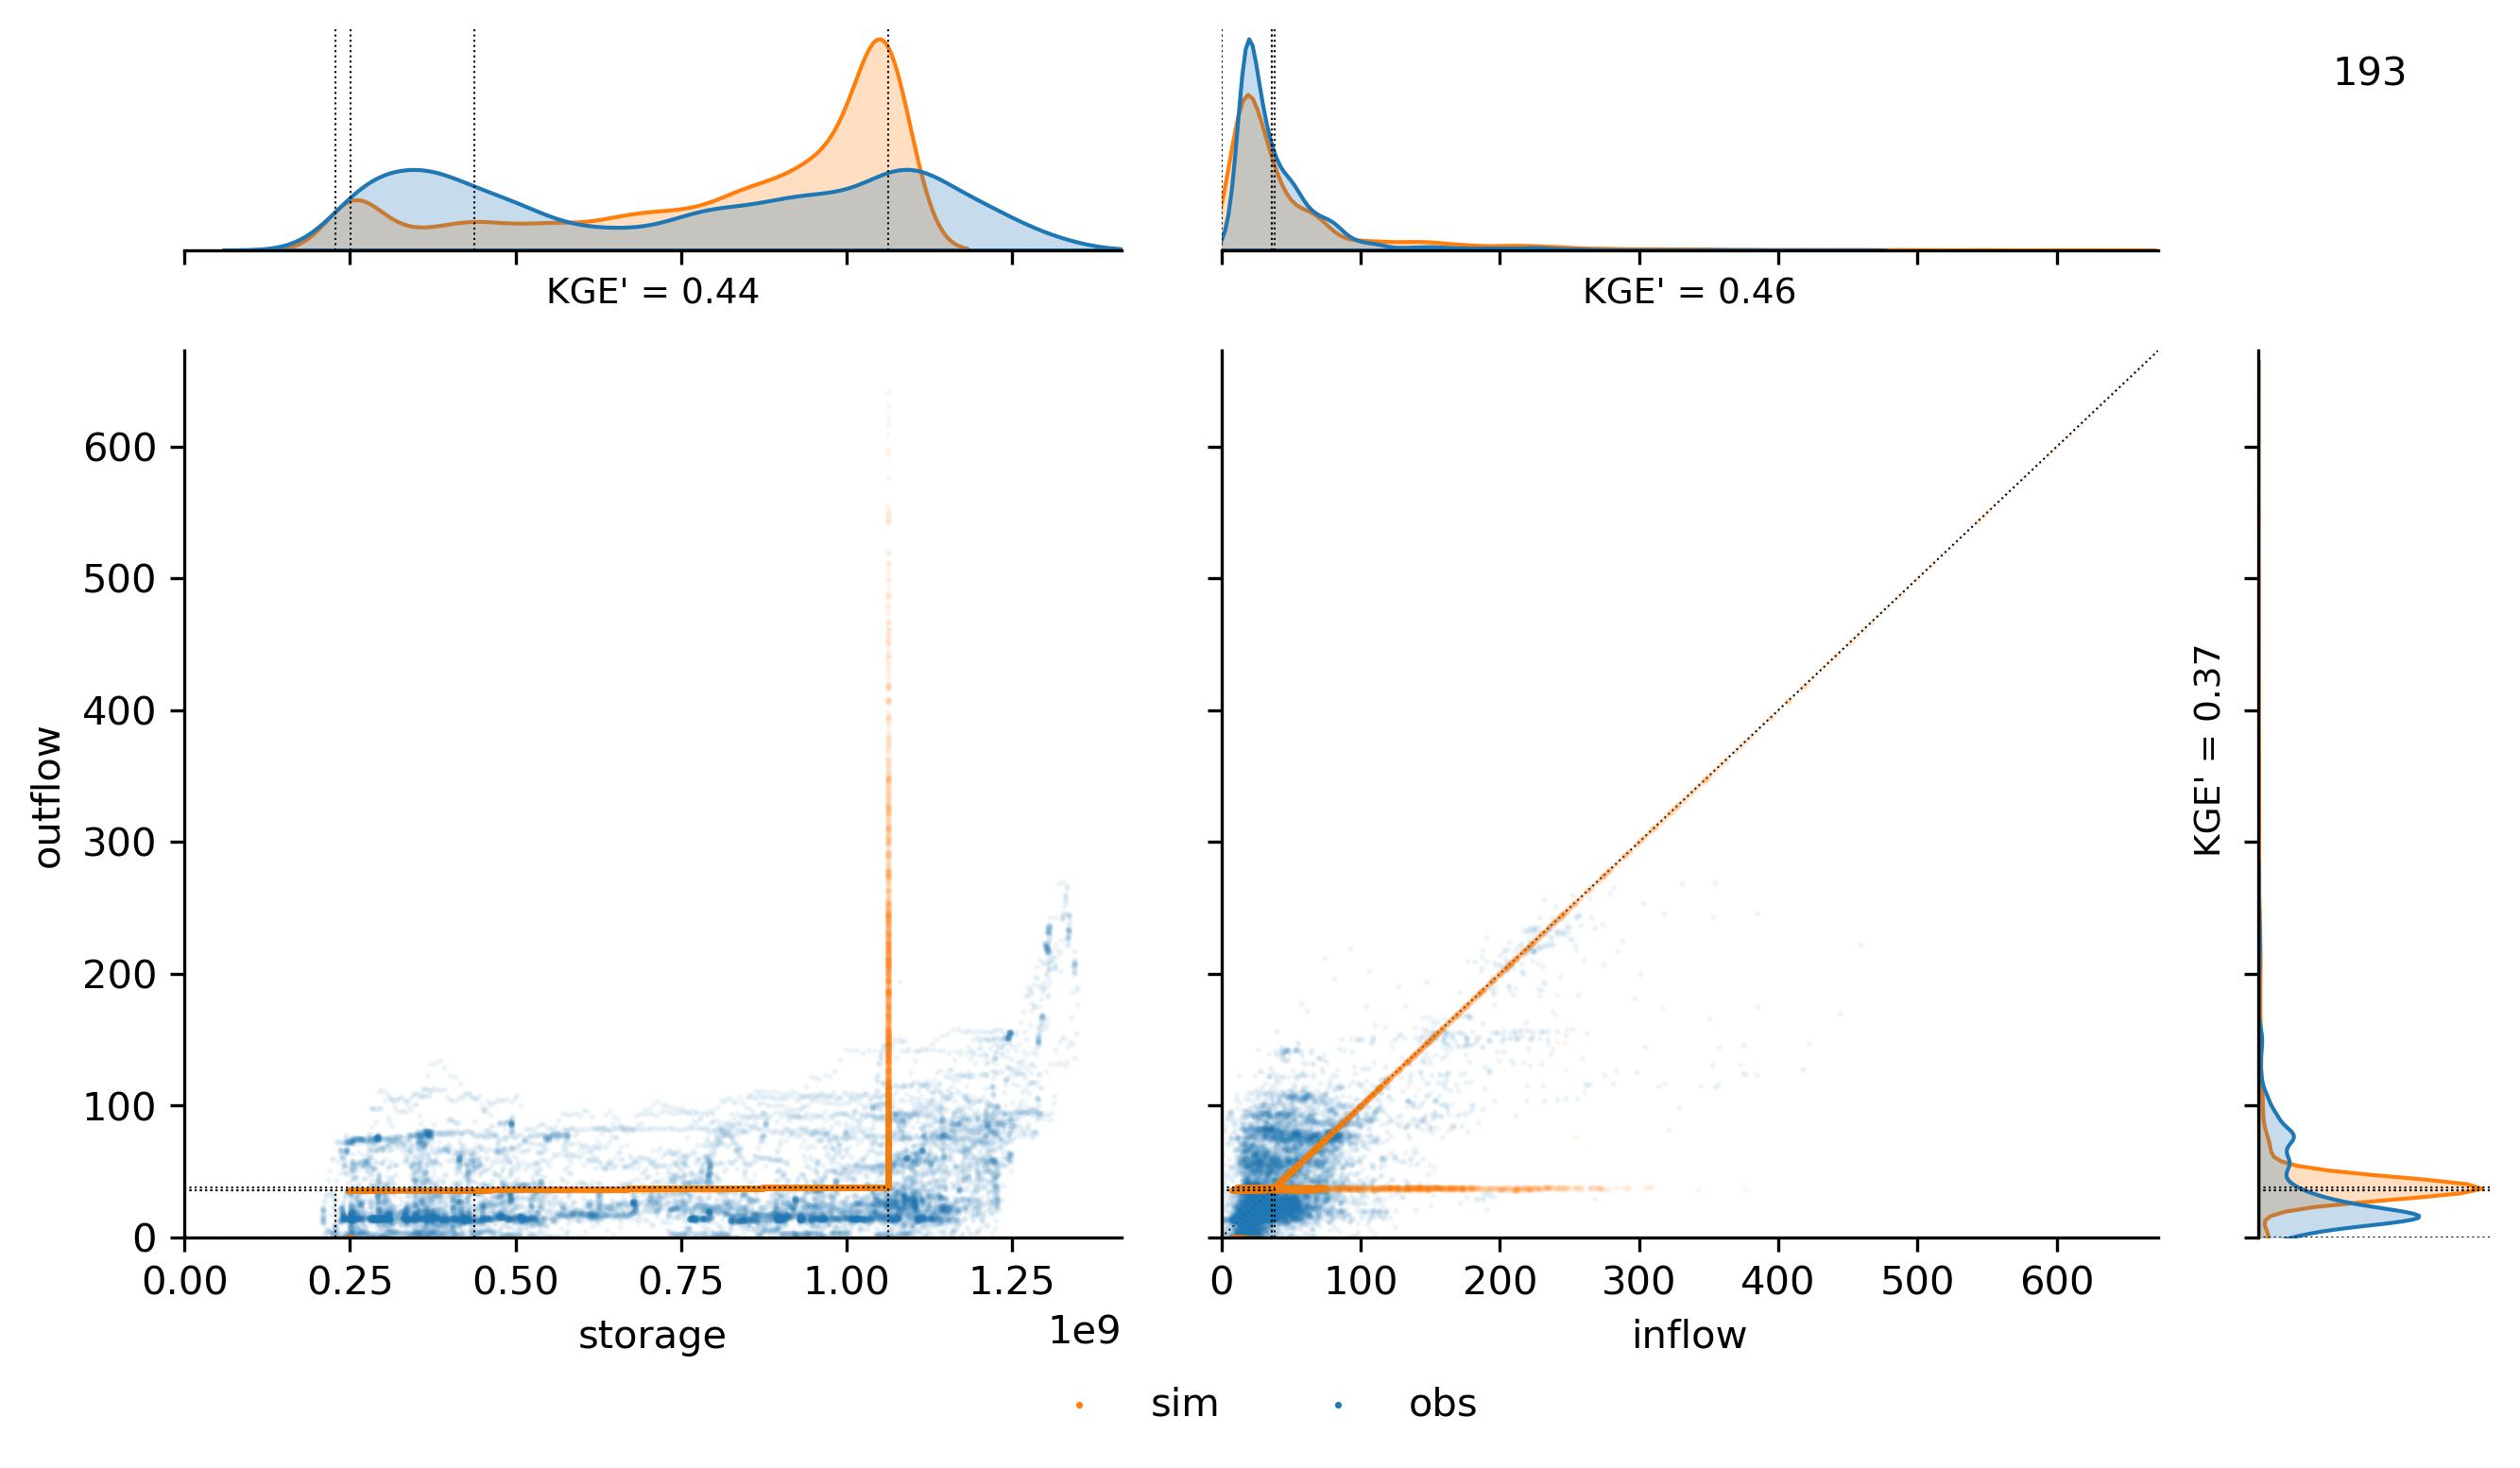 193
KGE' = 0.44
KGE' = 0.46
600
500
400
300
200
100
0
outflow
KGE' = 0.37
0.00 0.25 0.50 0.75 1.00 1.25
0 100 200 300 400 500 600
storage
1e9
inflow
sim
obs